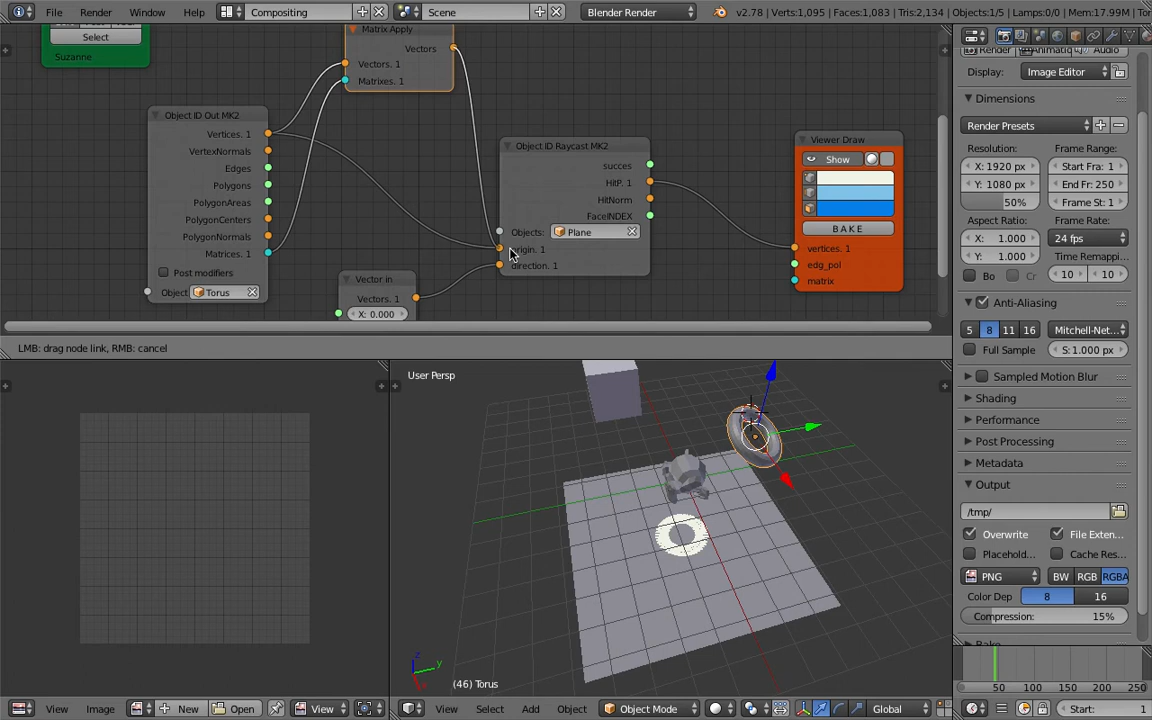 File Render Window Help Compositing Scene Blender Render v2.78 | Verts:1,095 | Faces:1,083 | Tris:2,134 | Objects:1/5 | Lamps:0/0 | Mem:17.99M | Tor
Select
Suzanne
Matrix Apply
Vectors
Vectors. 1
Matrixes. 1
Object ID Out MK2
Vertices. 1
VertexNormals
Edges
Polygons
PolygonAreas
PolygonCenters
PolygonNormals
Matrices. 1
Post modifiers
Object Torus
Vector in
Vectors. 1
X: 0.000
Object ID Raycast MK2
succes
HitP. 1
HitNorm
FaceINDEX
Objects: Plane
origin. 1
direction. 1
Viewer Draw
Show
BAKE
vertices. 1
edg_pol
matrix
LMB: drag node link, RMB: cancel
User Persp
(46) Torus
View Image New Open View
View Select Add Object Object Mode Global
Render Animatic Audio
Display: Image Editor
Dimensions
Render Presets
Resolution: Frame Range:
X: 1920 px Start Fra: 1
Y: 1080 px End Fr: 250
50% Frame St: 1
Aspect Ratio: Frame Rate:
X: 1.000 24 fps
Y: 1.000 Time Remappi...
Bo Cr 10 10
Anti-Aliasing
5 8 11 16 Mitchell-Net...
Full Sample S:1.000 px
Sampled Motion Blur
Shading
Performance
Post Processing
Metadata
Output
/tmp/
Overwrite File Exten...
Placehold... Cache Res...
PNG BW RGB RGBA
Color Dep 8 16
Compression: 15%
50 100 150 200 250
Start: 1